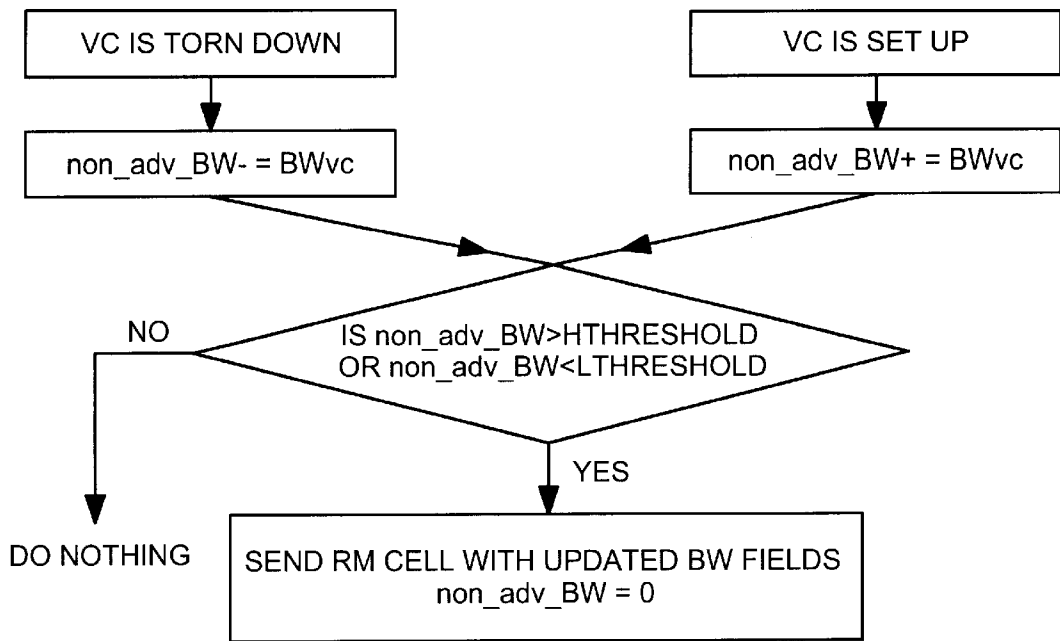 VC IS TORN DOWN
VC IS SET UP
non_adv_BW- = BWvc
non_adv_BW+ = BWvc
NO
IS non_adv_BW>HTHRESHOLD
OR non_adv_BW<LTHRESHOLD
YES
DO NOTHING
SEND RM CELL WITH UPDATED BW FIELDS
non_adv_BW = 0